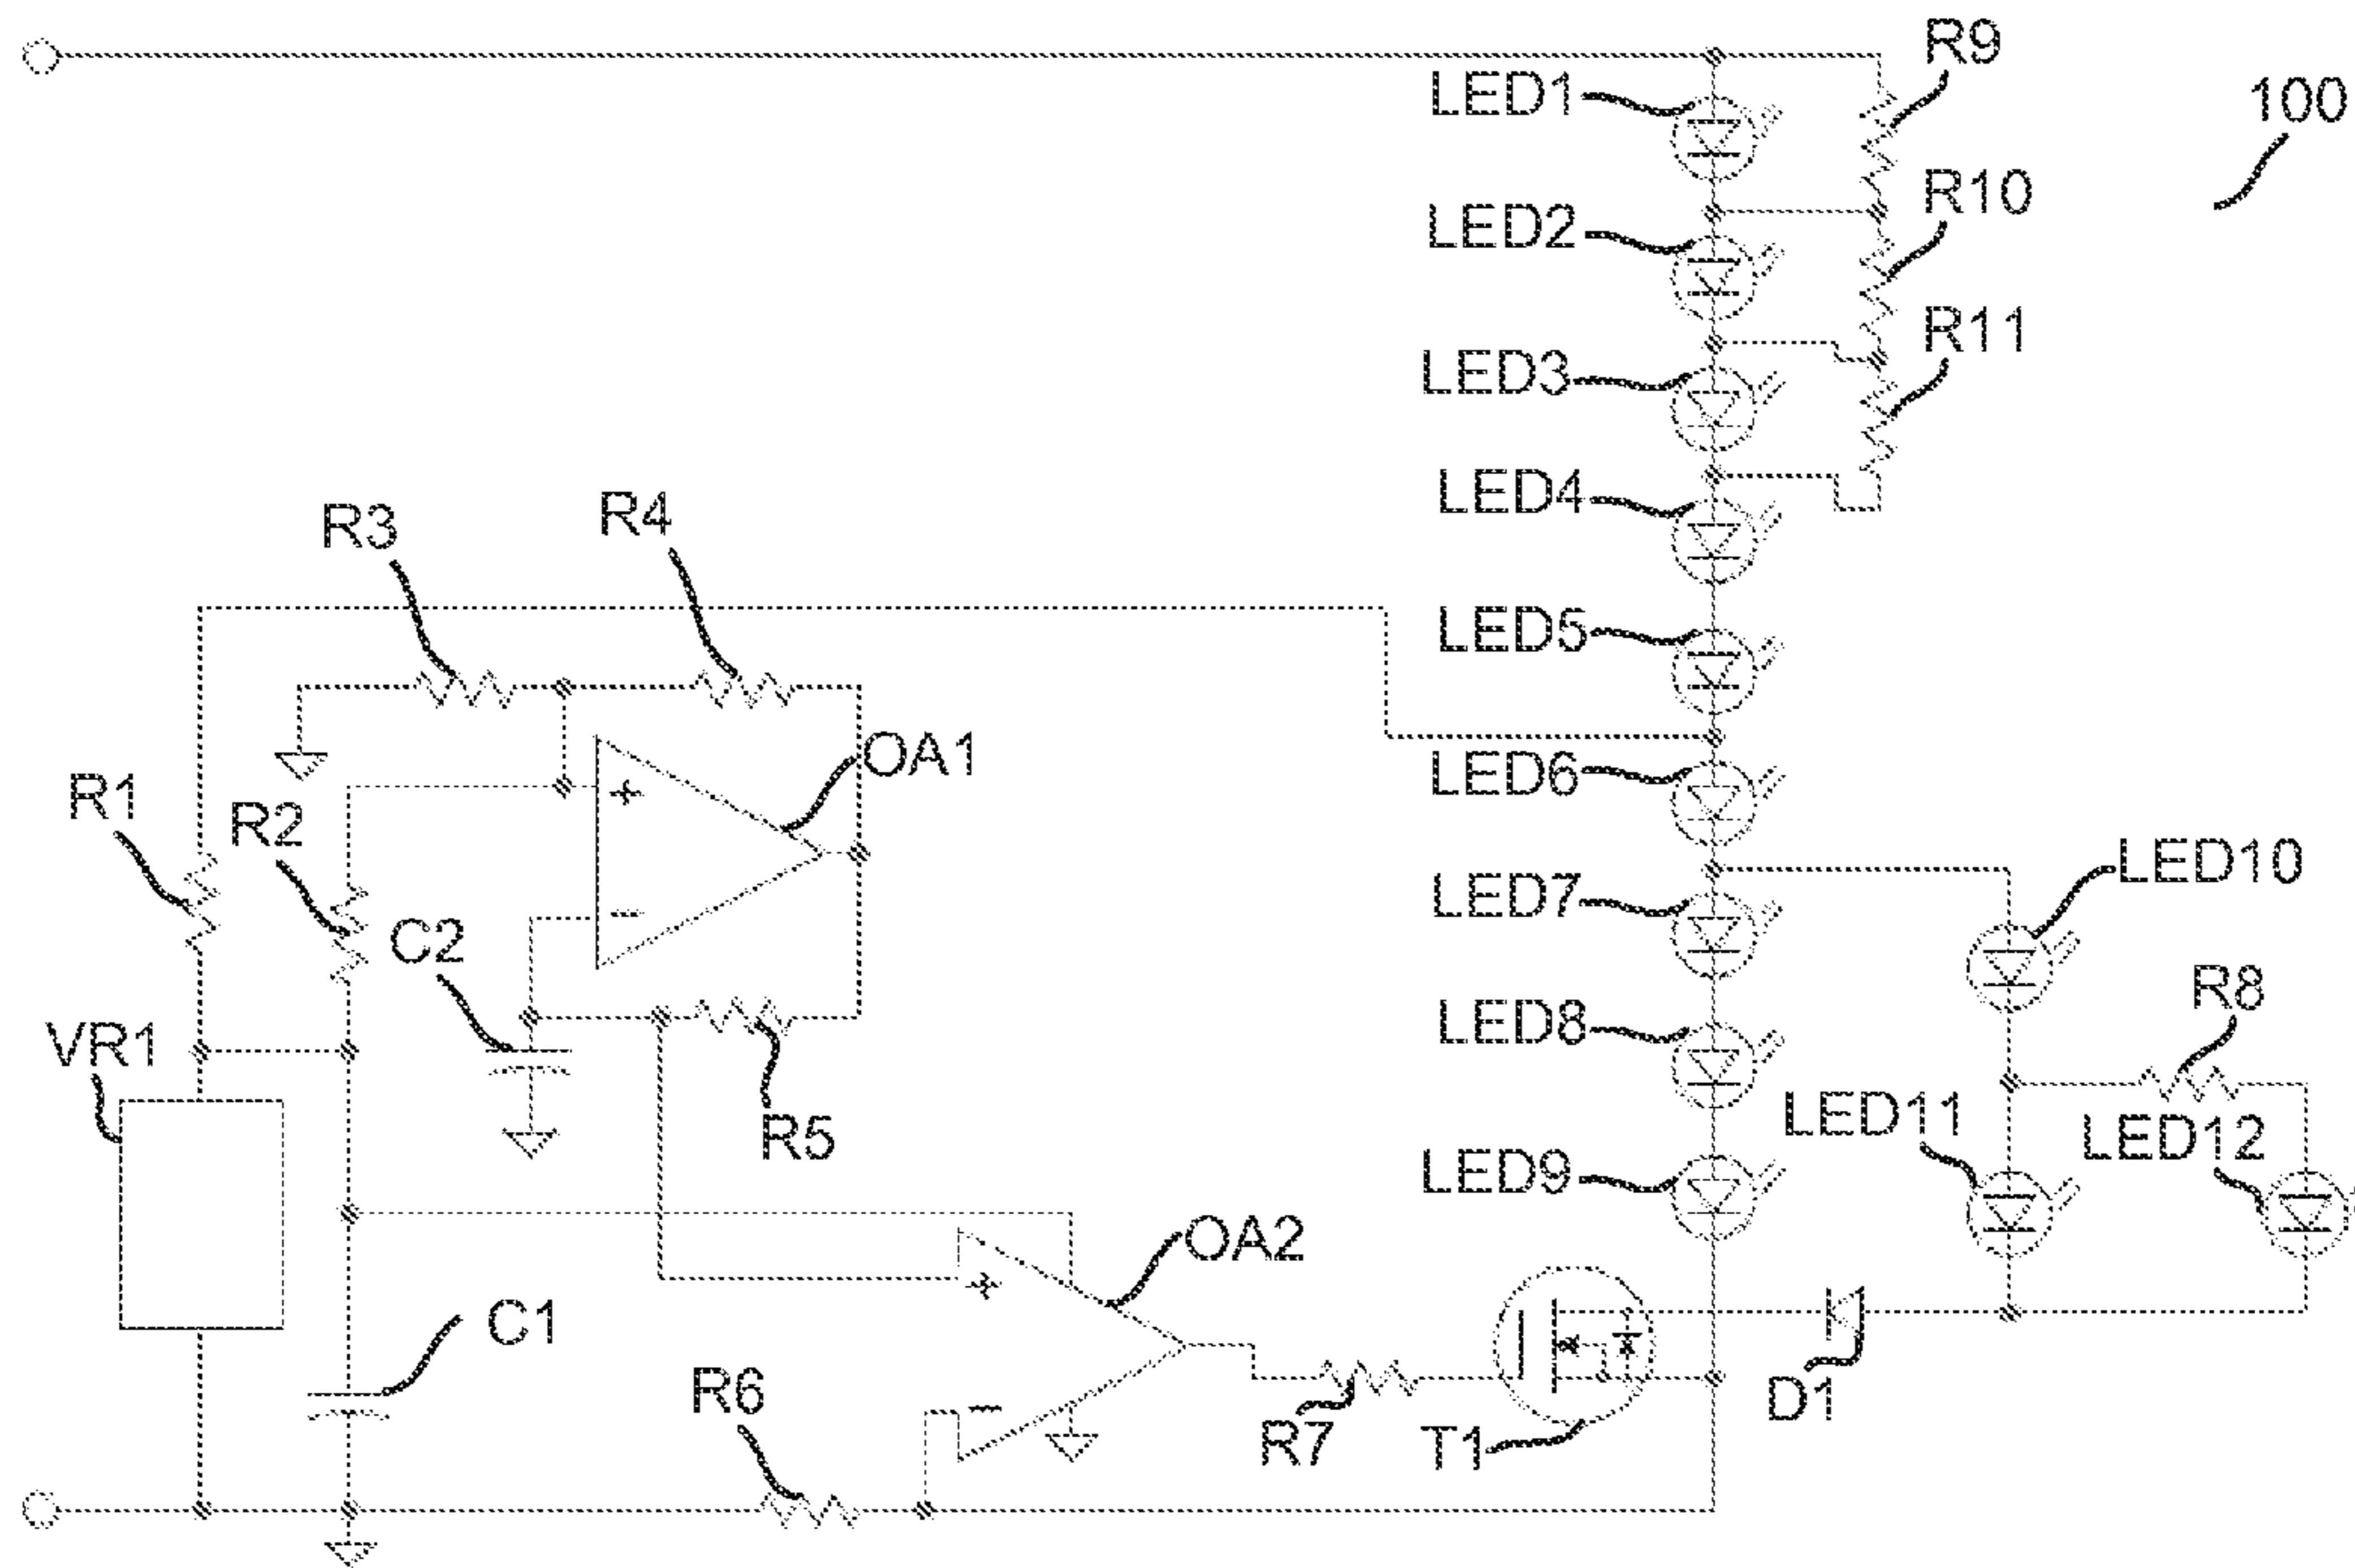 R9
LED1
100
R10
LED2
R11
LED3
LED4
R4
R3
LED5
OA1
LED6
R1
R2
LED10
LED7
C2
R8
LED8
VR1
R5
LED11
LED12
LED9
OA2
C1
R6
D1
R7
T1
+
−
+
−